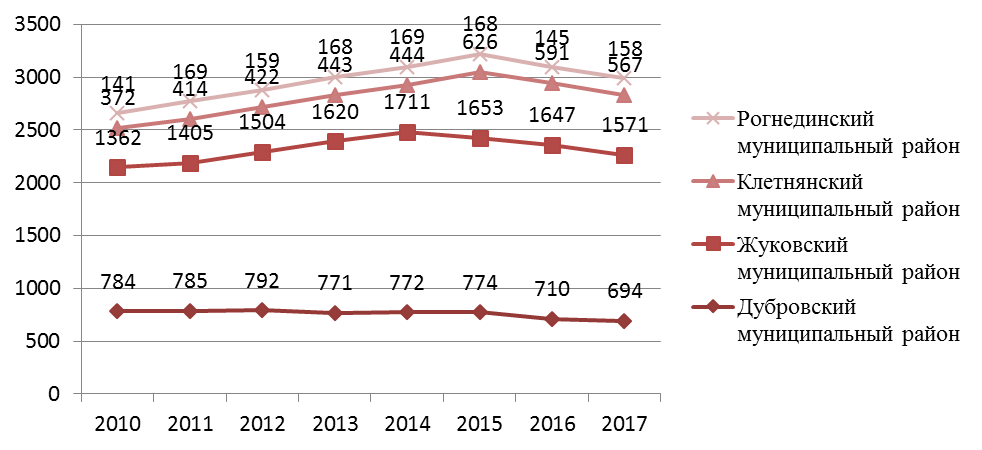 3500
3000
2500
2000
1500
1000
500
0
168
169 168
159 626 145 158
168 444 591 567
141 169 422 443
372 414
1362 1405 1504 1620 1711 1653 1647 1571
784 785 792 771 772 774 710 694
2010 2011 2012 2013 2014 2015 2016 2017
Рогнединский
муниципальный район
Клетнянский
муниципальный район
Жуковский
муниципальный район
Дубровский
муниципальный район